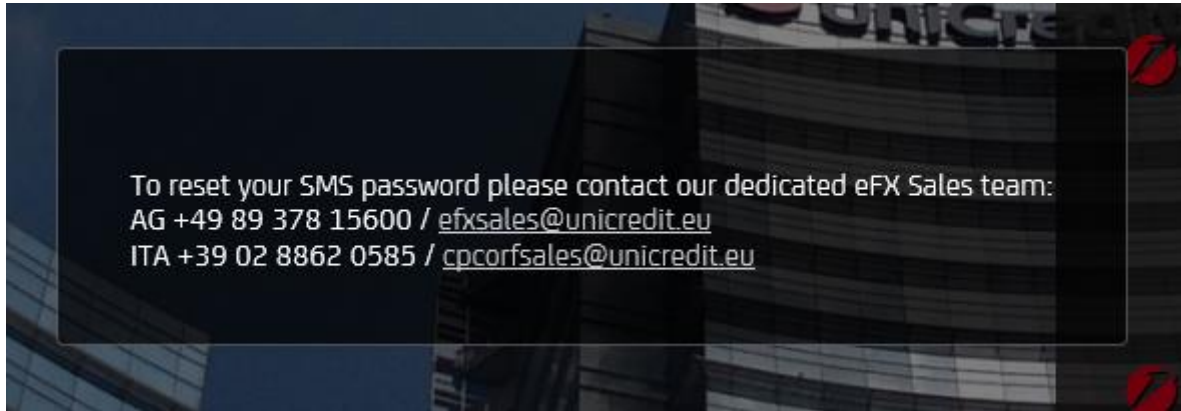 UniCredit
To reset your SMS password please contact our dedicated eFX Sales team:
AG +49 89 378 15600 / efxsales@unicredit.eu
ITA +39 02 8862 0585 / cpcorfsales@unicredit.eu